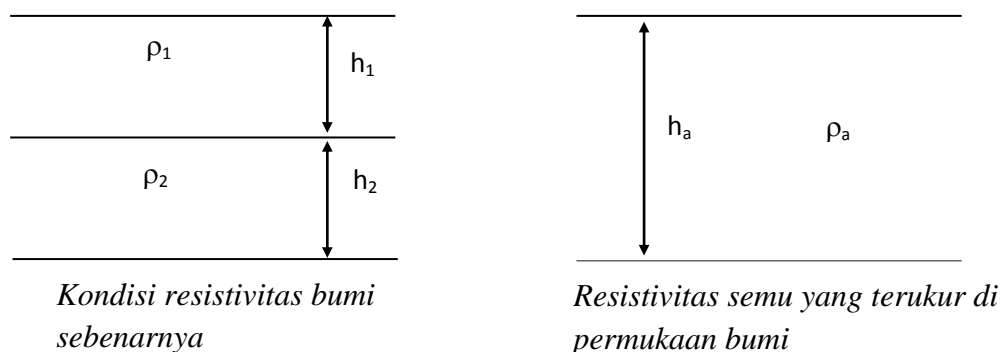 ρ₁
h₁
ρ₂
h₂
Kondisi resistivitas bumi
sebenarnya
hₐ
ρₐ
Resistivitas semu yang terukur di
permukaan bumi